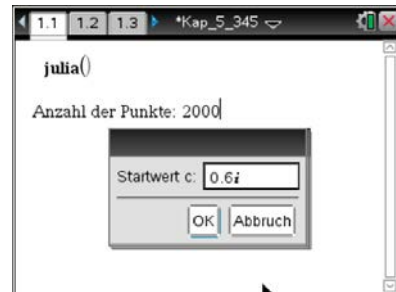 1.1 1.2 1.3 *Kap_5_345
julia()
Anzahl der Punkte: 2000
Startwert c: 0.6i
OK Abbruch